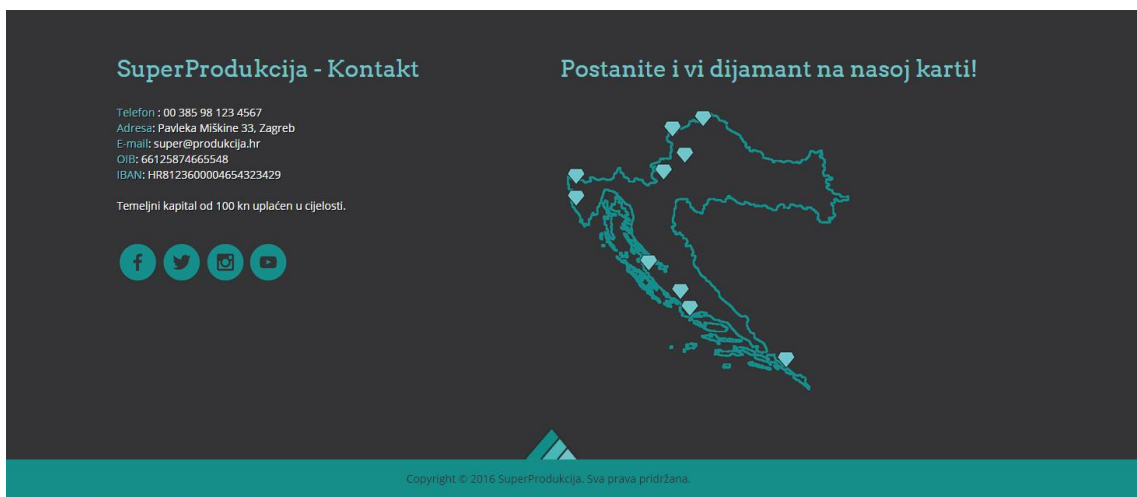 SuperProdukcija - Kontakt
Telefon : 00 385 98 123 4567
Adresa: Pavleka Miškine 33, Zagreb
E-mail: super@produkcija.hr
OIB: 66125874665548
IBAN: HR8123600004654323429
Temeljni kapital od 100 kn uplaćen u cijelosti.
Postanite i vi dijamant na nasoj karti!
Copyright © 2016 SuperProdukcija. Sva prava pridržana.